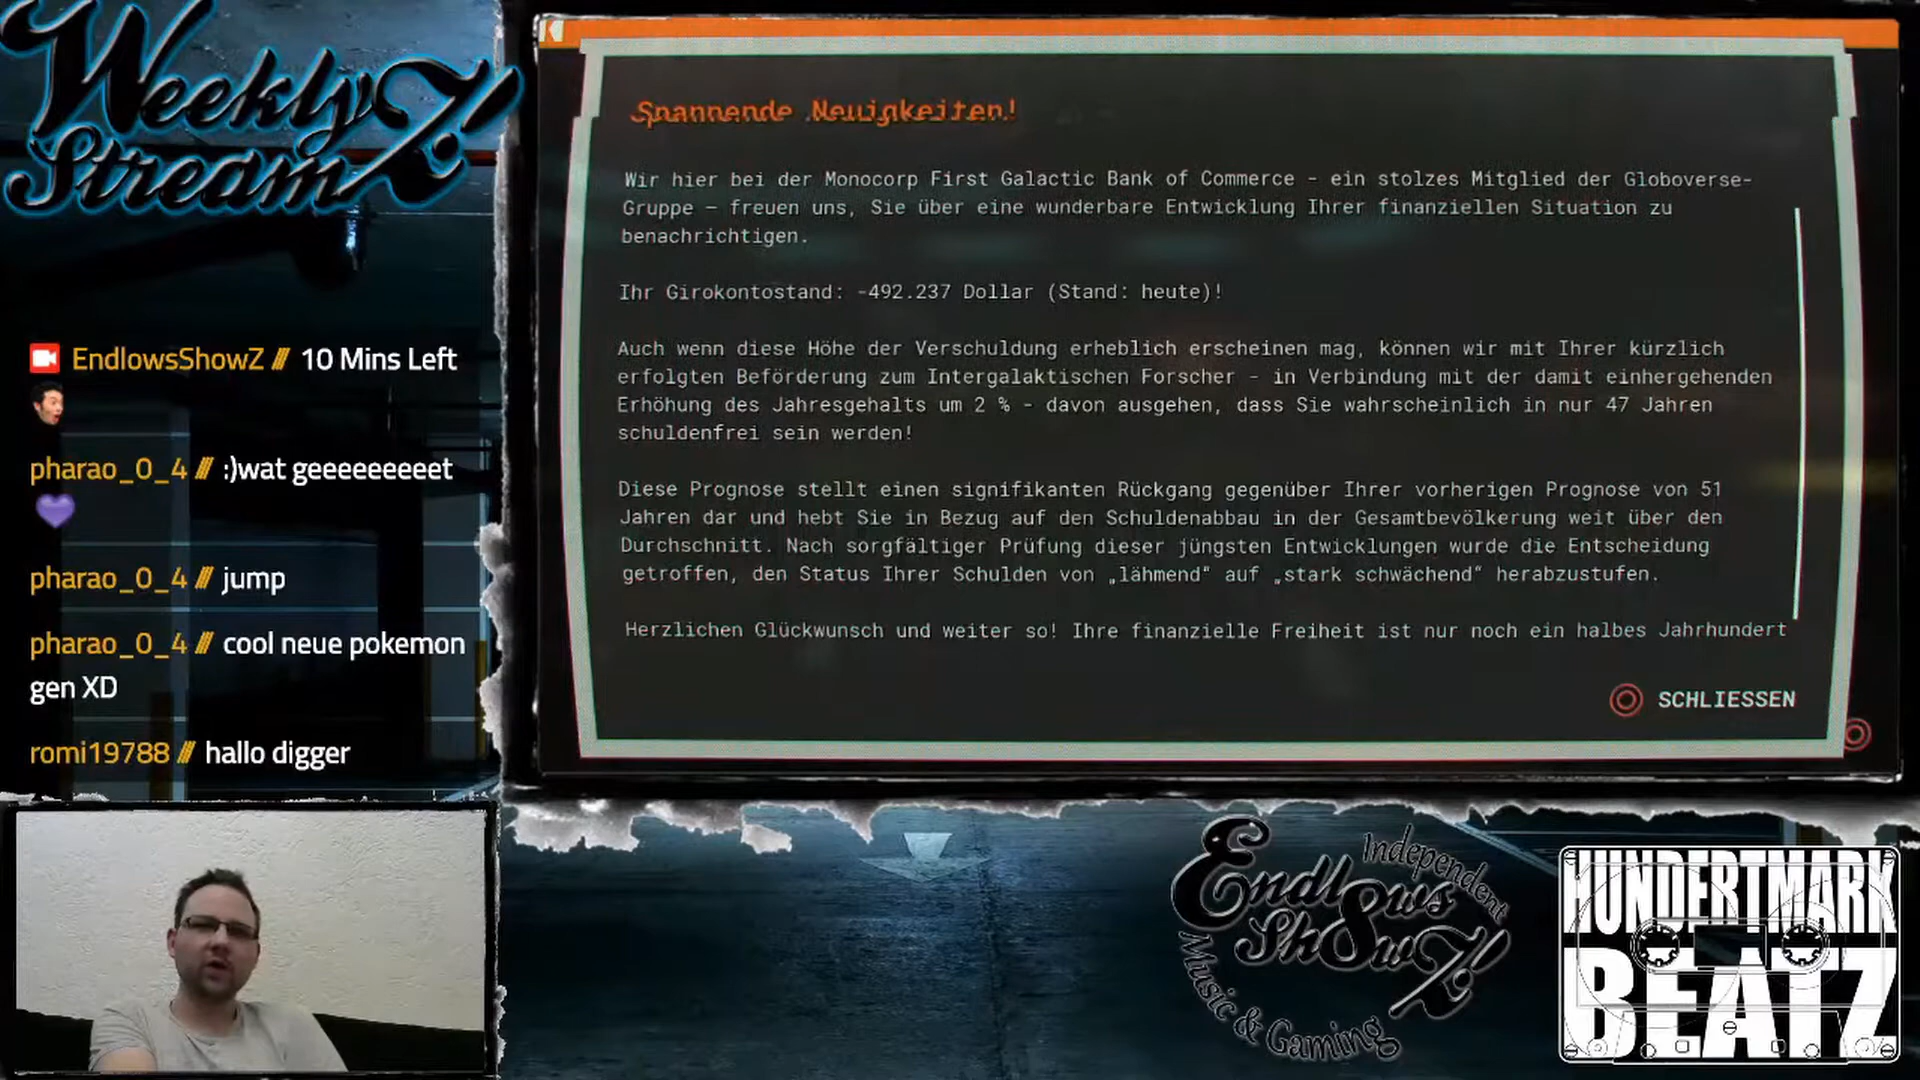 Weekly
StreamZ!
EndlowsShowZ /// 10 Mins Left
pharao_0_4 /// :)wat geeeeeeeeet
pharao_0_4 /// jump
pharao_0_4 /// cool neue pokemon
gen XD
romi19788 /// hallo digger
Spannende Neuigkeiten!
Wir hier bei der Monocorp First Galactic Bank of Commerce - ein stolzes Mitglied der Globoverse-
Gruppe – freuen uns, Sie über eine wunderbare Entwicklung Ihrer finanziellen Situation zu
benachrichtigen.
Ihr Girokontostand: -492.237 Dollar (Stand: heute)!
Auch wenn diese Höhe der Verschuldung erheblich erscheinen mag, können wir mit Ihrer kürzlich
erfolgten Beförderung zum Intergalaktischen Forscher - in Verbindung mit der damit einhergehenden
Erhöhung des Jahresgehalts um 2 % - davon ausgehen, dass Sie wahrscheinlich in nur 47 Jahren
schuldenfrei sein werden!
Diese Prognose stellt einen signifikanten Rückgang gegenüber Ihrer vorherigen Prognose von 51
Jahren dar und hebt Sie in Bezug auf den Schuldenabbau in der Gesamtbevölkerung weit über den
Durchschnitt. Nach sorgfältiger Prüfung dieser jüngsten Entwicklungen wurde die Entscheidung
getroffen, den Status Ihrer Schulden von „lähmend“ auf „stark schwächend“ herabzustufen.
Herzlichen Glückwunsch und weiter so! Ihre finanzielle Freiheit ist nur noch ein halbes Jahrhundert
SCHLIESSEN
Independent
Endlows
Sh8wZ!
Music & Gaming
HUNDERTMARK
BEATZ